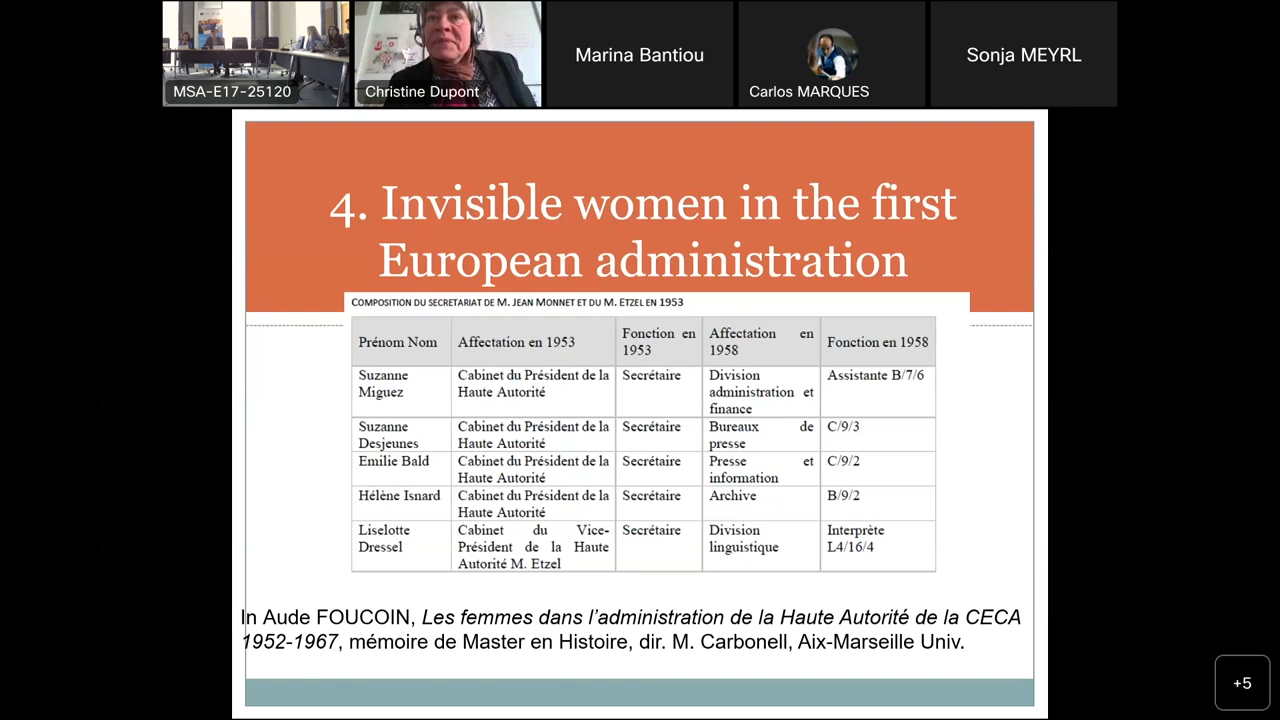 MSA-E17-25120
Christine Dupont
Marina Bantiou
Carlos MARQUES
Sonja MEYRL
4. Invisible women in the first
European administration
COMPOSITION DU SECRETARIAT DE M. JEAN MONNET ET DU M. ETZEL EN 1953
Prénom Nom
Affectation en 1953
Fonction en
1953
Affectation en
1958
Fonction en 1958
Suzanne
Miguez
Cabinet du Président de la
Haute Autorité
Secrétaire
Division
administration et
finance
Assistante B/7/6
Suzanne
Desjeunes
Cabinet du Président de la
Haute Autorité
Secrétaire
Bureaux de
presse
C/9/3
Emilie Bald
Cabinet du Président de la
Haute Autorité
Secrétaire
Presse et
information
C/9/2
Hélène Isnard
Cabinet du Président de la
Haute Autorité
Secrétaire
Archive
B/9/2
Liselotte
Dressel
Cabinet du Vice-
Président de la Haute
Autorité M. Etzel
Secrétaire
Division
linguistique
Interprète
L4/16/4
In Aude FOUCOIN, Les femmes dans l’administration de la Haute Autorité de la CECA
1952-1967, mémoire de Master en Histoire, dir. M. Carbonell, Aix-Marseille Univ.
+5